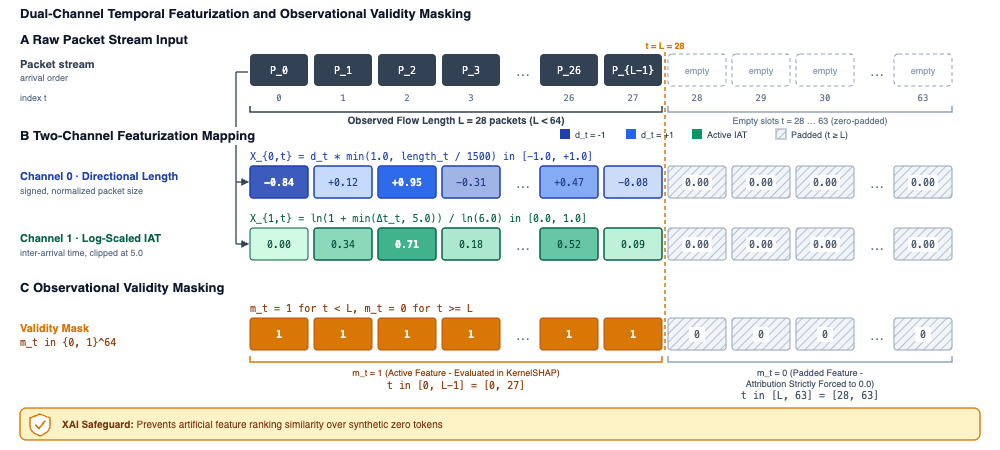 Dual-Channel Temporal Featurization and Observational Validity Masking
A Raw Packet Stream Input
t = L = 28
Packet stream
arrival order
P_0 P_1 P_2 P_3 … P_26 P_{L−1} empty empty empty … empty
index t
0 1 2 3 26 27 28 29 30 63
Observed Flow Length L = 28 packets (L < 64)
Empty slots t = 28 … 63 (zero-padded)
B Two-Channel Featurization Mapping
d_t = -1 d_t = +1 Active IAT Padded (t ≥ L)
X_{0,t} = d_t * min(1.0, length_t / 1500) in [−1.0, +1.0]
Channel 0 · Directional Length
signed, normalized packet size
−0.84 +0.12 +0.95 −0.31 … +0.47 −0.08 0.00 0.00 0.00 … 0.00
X_{1,t} = ln(1 + min(Δt_t, 5.0)) / ln(6.0) in [0.0, 1.0]
Channel 1 · Log-Scaled IAT
inter-arrival time, clipped at 5.0
0.00 0.34 0.71 0.18 … 0.52 0.09 0.00 0.00 0.00 … 0.00
C Observational Validity Masking
m_t = 1 for t < L, m_t = 0 for t >= L
Validity Mask
m_t in {0, 1}^64
1 1 1 1 … 1 1 0 0 0 … 0
m_t = 1 (Active Feature - Evaluated in KernelSHAP)
t in [0, L−1] = [0, 27]
m_t = 0 (Padded Feature -
Attribution Strictly Forced to 0.0)
t in [L, 63] = [28, 63]
XAI Safeguard: Prevents artificial feature ranking similarity over synthetic zero tokens